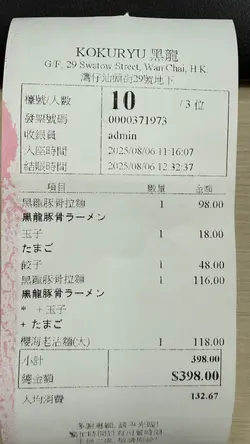 KOKURYU 黑龍
G/F, 29 Swatow Street, Wan Chai, H.K.
灣仔汕頭街29號地下
檯號/人數 10 / 3 位
發票號碼 0000371973
收銀員 admin
入座時間 2025/08/06 11:16:07
結賬時間 2025/08/06 12:32:37
項目 數量 金額
黑龍豚骨拉麵 1 98.00
黒龍豚骨ラーメン
玉子 1 18.00
たまご
餃子 1 48.00
黑龍豚骨拉麵 1 116.00
黒龍豚骨ラーメン
* + 玉子
+ たまご
櫻海老沾麵(大) 1 118.00
小計 398.00
總金額 $398.00
人均消費 132.67
多謝惠顧, 請